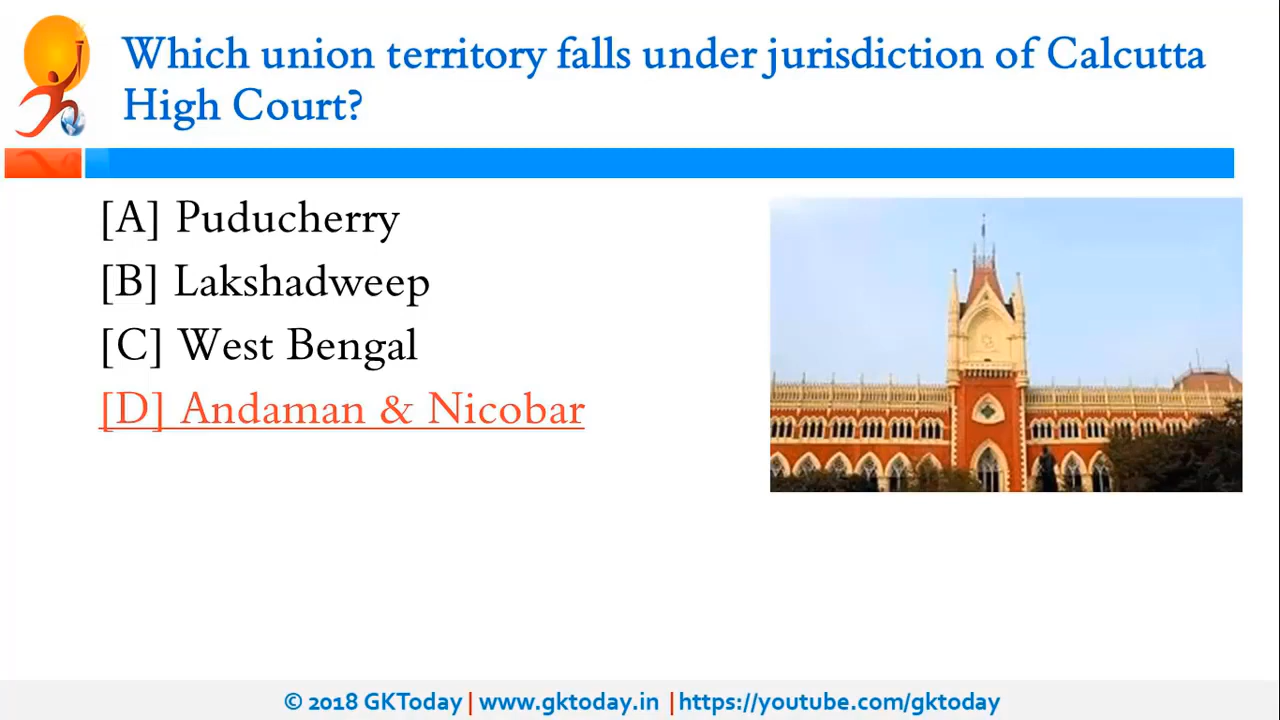 Which union territory falls under jurisdiction of Calcutta
High Court?
[A] Puducherry
[B] Lakshadweep
[C] West Bengal
[D] Andaman & Nicobar
© 2018 GKToday | www.gktoday.in | https://youtube.com/gktoday